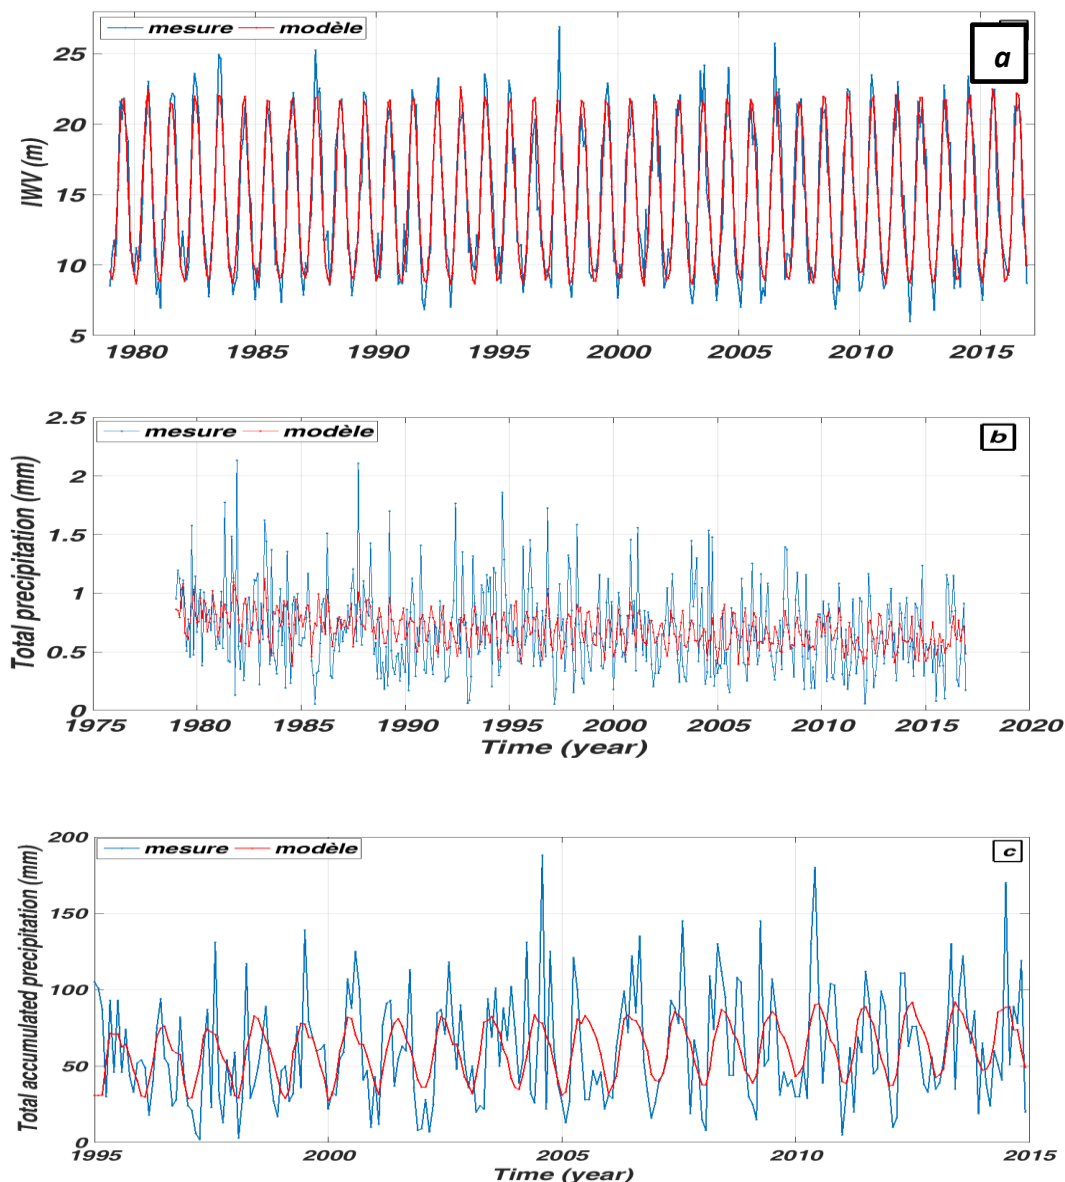 mesure modèle
a
IWV (m)
25
20
15
10
5
1980 1985 1990 1995 2000 2005 2010 2015
mesure modèle
b
Total precipitation (mm)
2.5
2
1.5
1
0.5
0
1975 1980 1985 1990 1995 2000 2005 2010 2015 2020
Time (year)
mesure modèle
c
Total accumulated precipitation (mm)
200
150
100
50
0
1995 2000 2005 2010 2015
Time (year)